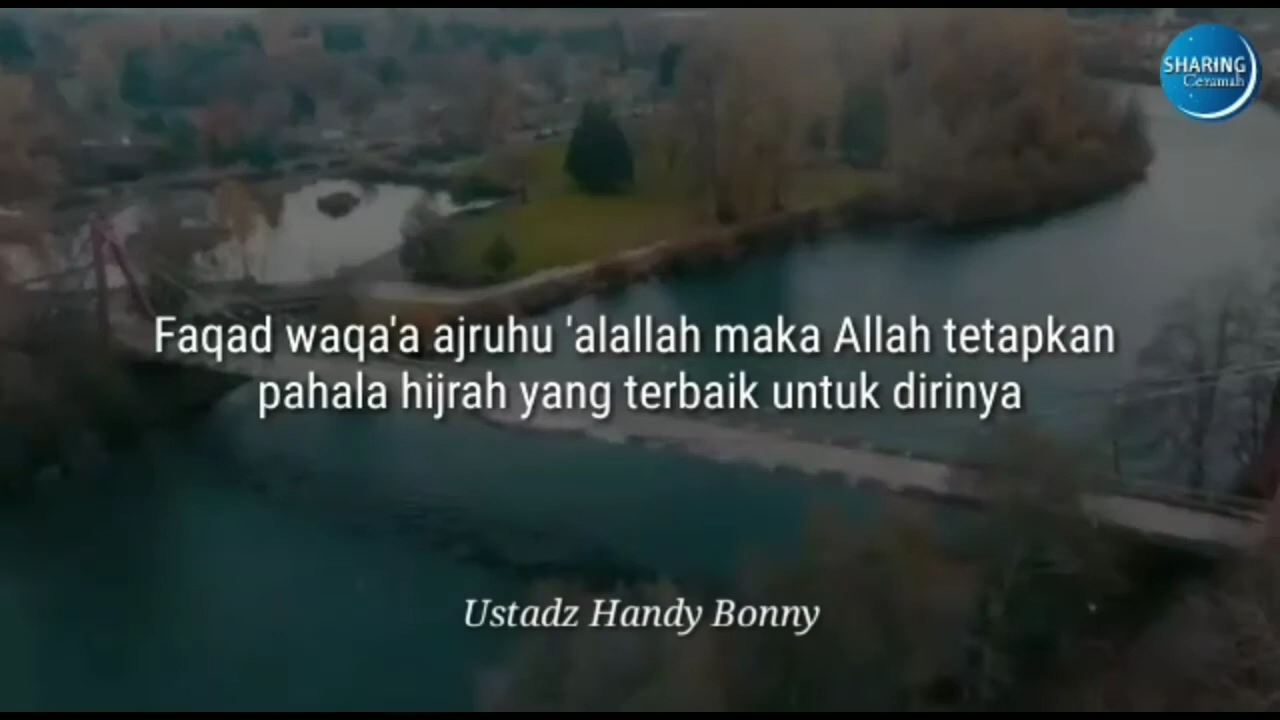 SHARING
Ceramah
Faqad waqa'a ajruhu 'alallah maka Allah tetapkan
pahala hijrah yang terbaik untuk dirinya
Ustadz Handy Bonny